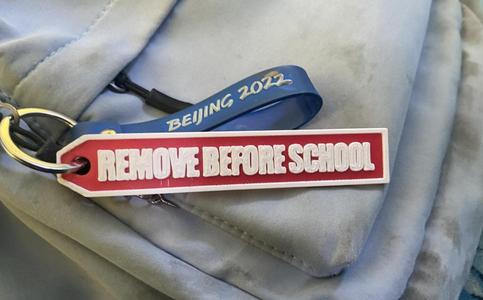 BEIJING 2022
REMOVE BEFORE SCHOOL